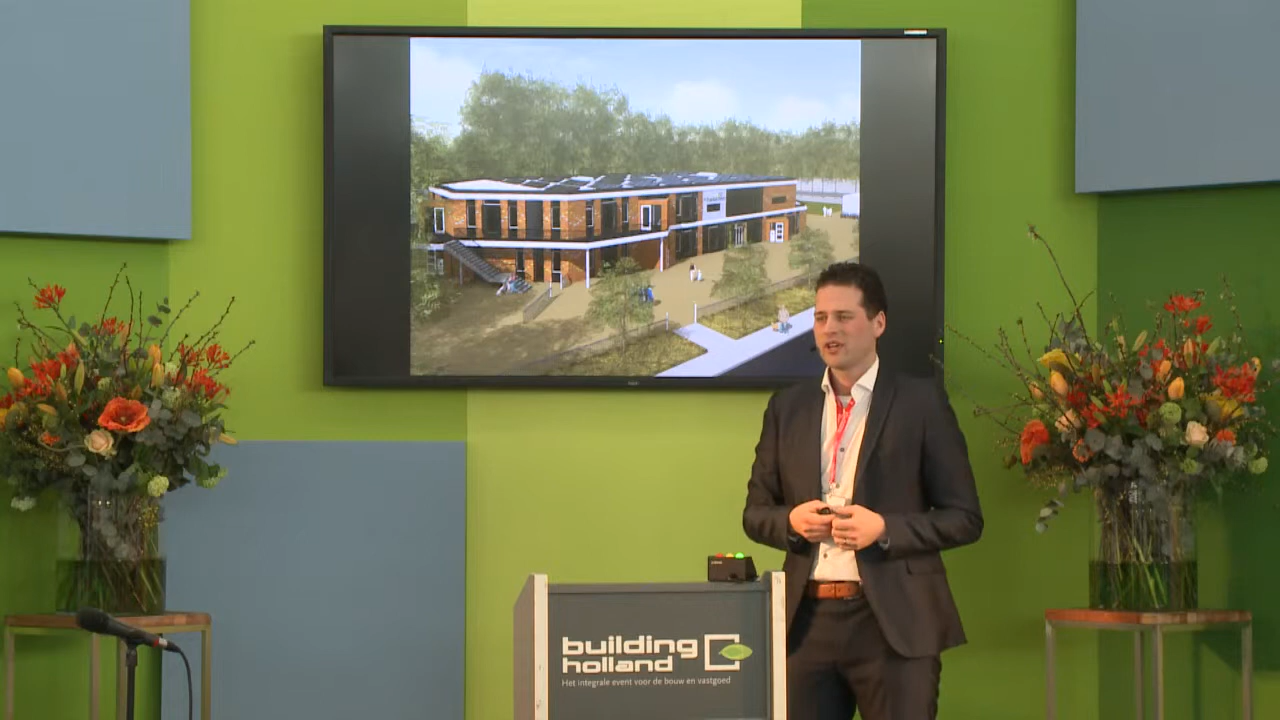 building
holland
Het integrale event voor de bouw en vastgoed